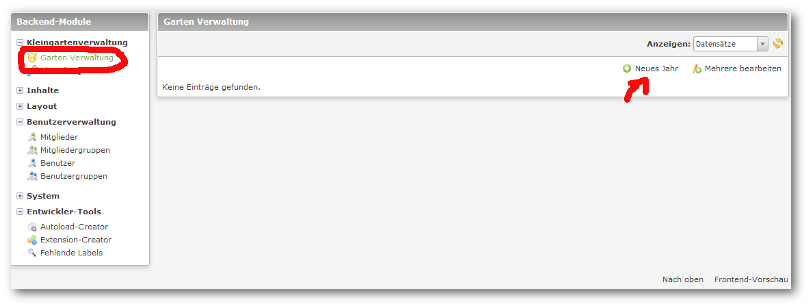 Backend-Module
Kleingartenverwaltung
Garten Verwaltung
Inhalte
Layout
Benutzerverwaltung
Mitglieder
Mitgliedergruppen
Benutzer
Benutzergruppen
System
Entwickler-Tools
Autoload-Creator
Extension-Creator
Fehlende Labels
Garten Verwaltung
Anzeigen: Datensätze
Neues Jahr Mehrere bearbeiten
Keine Einträge gefunden.
Nach oben Frontend-Vorschau